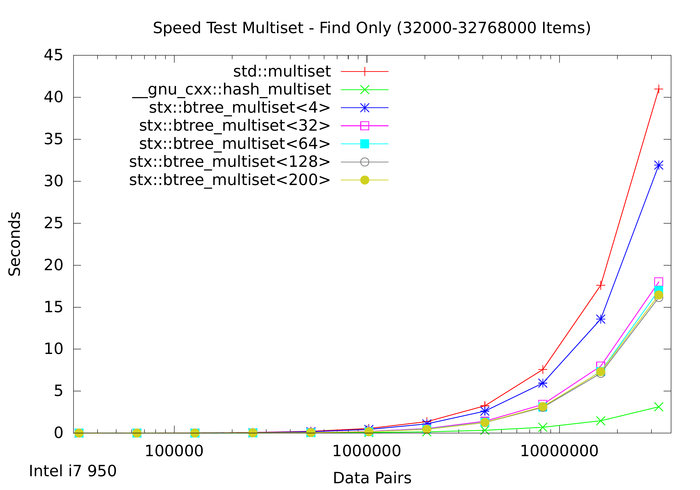 Speed Test Multiset - Find Only (32000-32768000 Items)
45
40
35
30
25
20
15
10
5
0
Seconds
std::multiset
__gnu_cxx::hash_multiset
stx::btree_multiset<4>
stx::btree_multiset<32>
stx::btree_multiset<64>
stx::btree_multiset<128>
stx::btree_multiset<200>
100000
1000000
10000000
Intel i7 950
Data Pairs